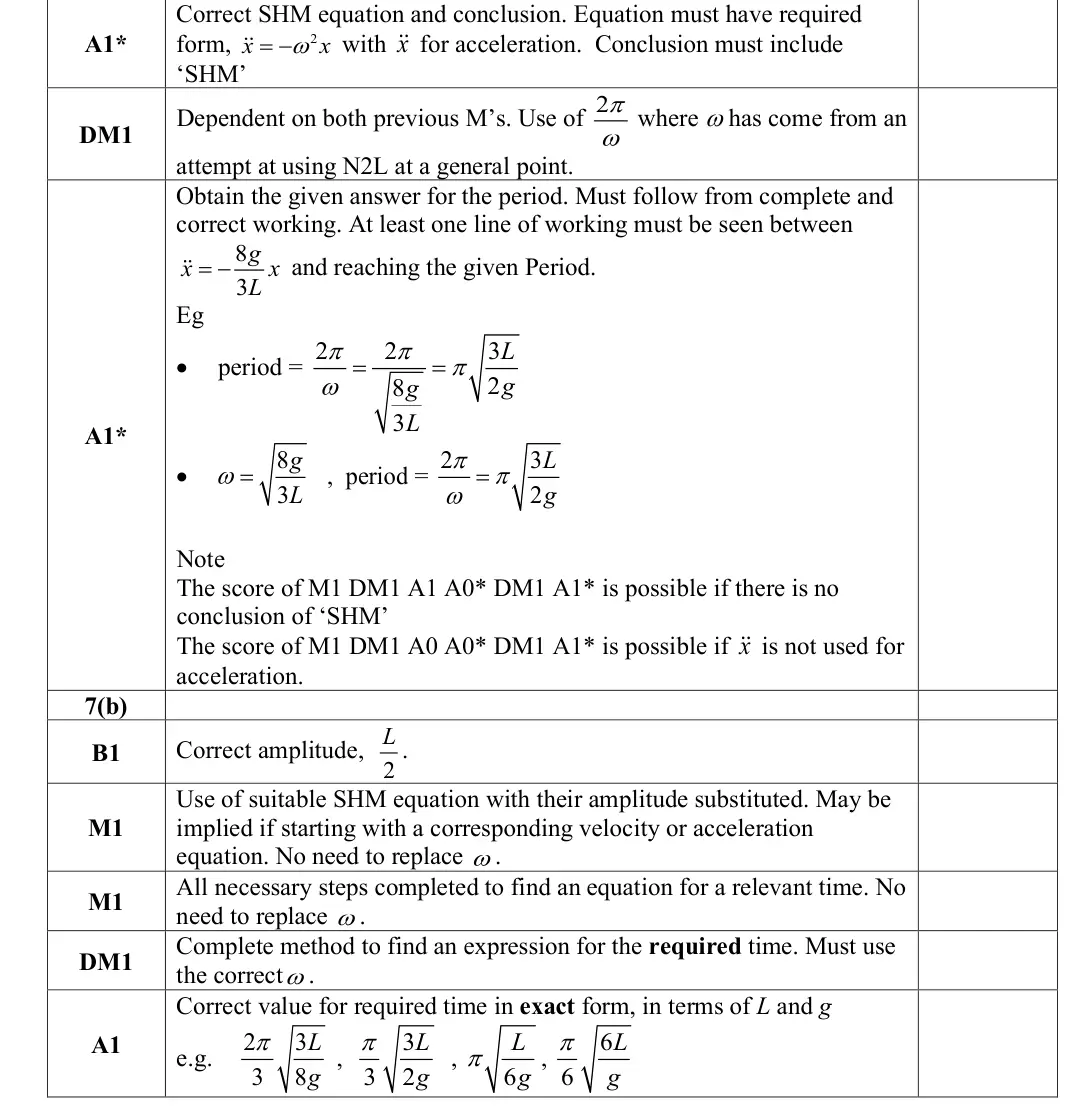 Correct SHM equation and conclusion. Equation must have required
A1* form, ẍ = −ω²x with ẍ for acceleration. Conclusion must include
‘SHM’
DM1 Dependent on both previous M’s. Use of 2π/ω where ω has come from an
attempt at using N2L at a general point.
A1* Obtain the given answer for the period. Must follow from complete and
correct working. At least one line of working must be seen between
ẍ = −(8g/3L)x and reaching the given Period.
Eg
• period = 2π/ω = 2π/√(8g/3L) = π√(3L/2g)
• ω = √(8g/3L) , period = 2π/ω = π√(3L/2g)
Note
The score of M1 DM1 A1 A0* DM1 A1* is possible if there is no
conclusion of ‘SHM’
The score of M1 DM1 A0 A0* DM1 A1* is possible if ẍ is not used for
acceleration.
7(b)
B1 Correct amplitude, L/2.
M1 Use of suitable SHM equation with their amplitude substituted. May be
implied if starting with a corresponding velocity or acceleration
equation. No need to replace ω.
M1 All necessary steps completed to find an equation for a relevant time. No
need to replace ω.
DM1 Complete method to find an expression for the required time. Must use
the correct ω.
A1 Correct value for required time in exact form, in terms of L and g
e.g. (2π/3)√(3L/8g) , (π/3)√(3L/2g) , π√(L/6g) , (π/6)√(6L/g)